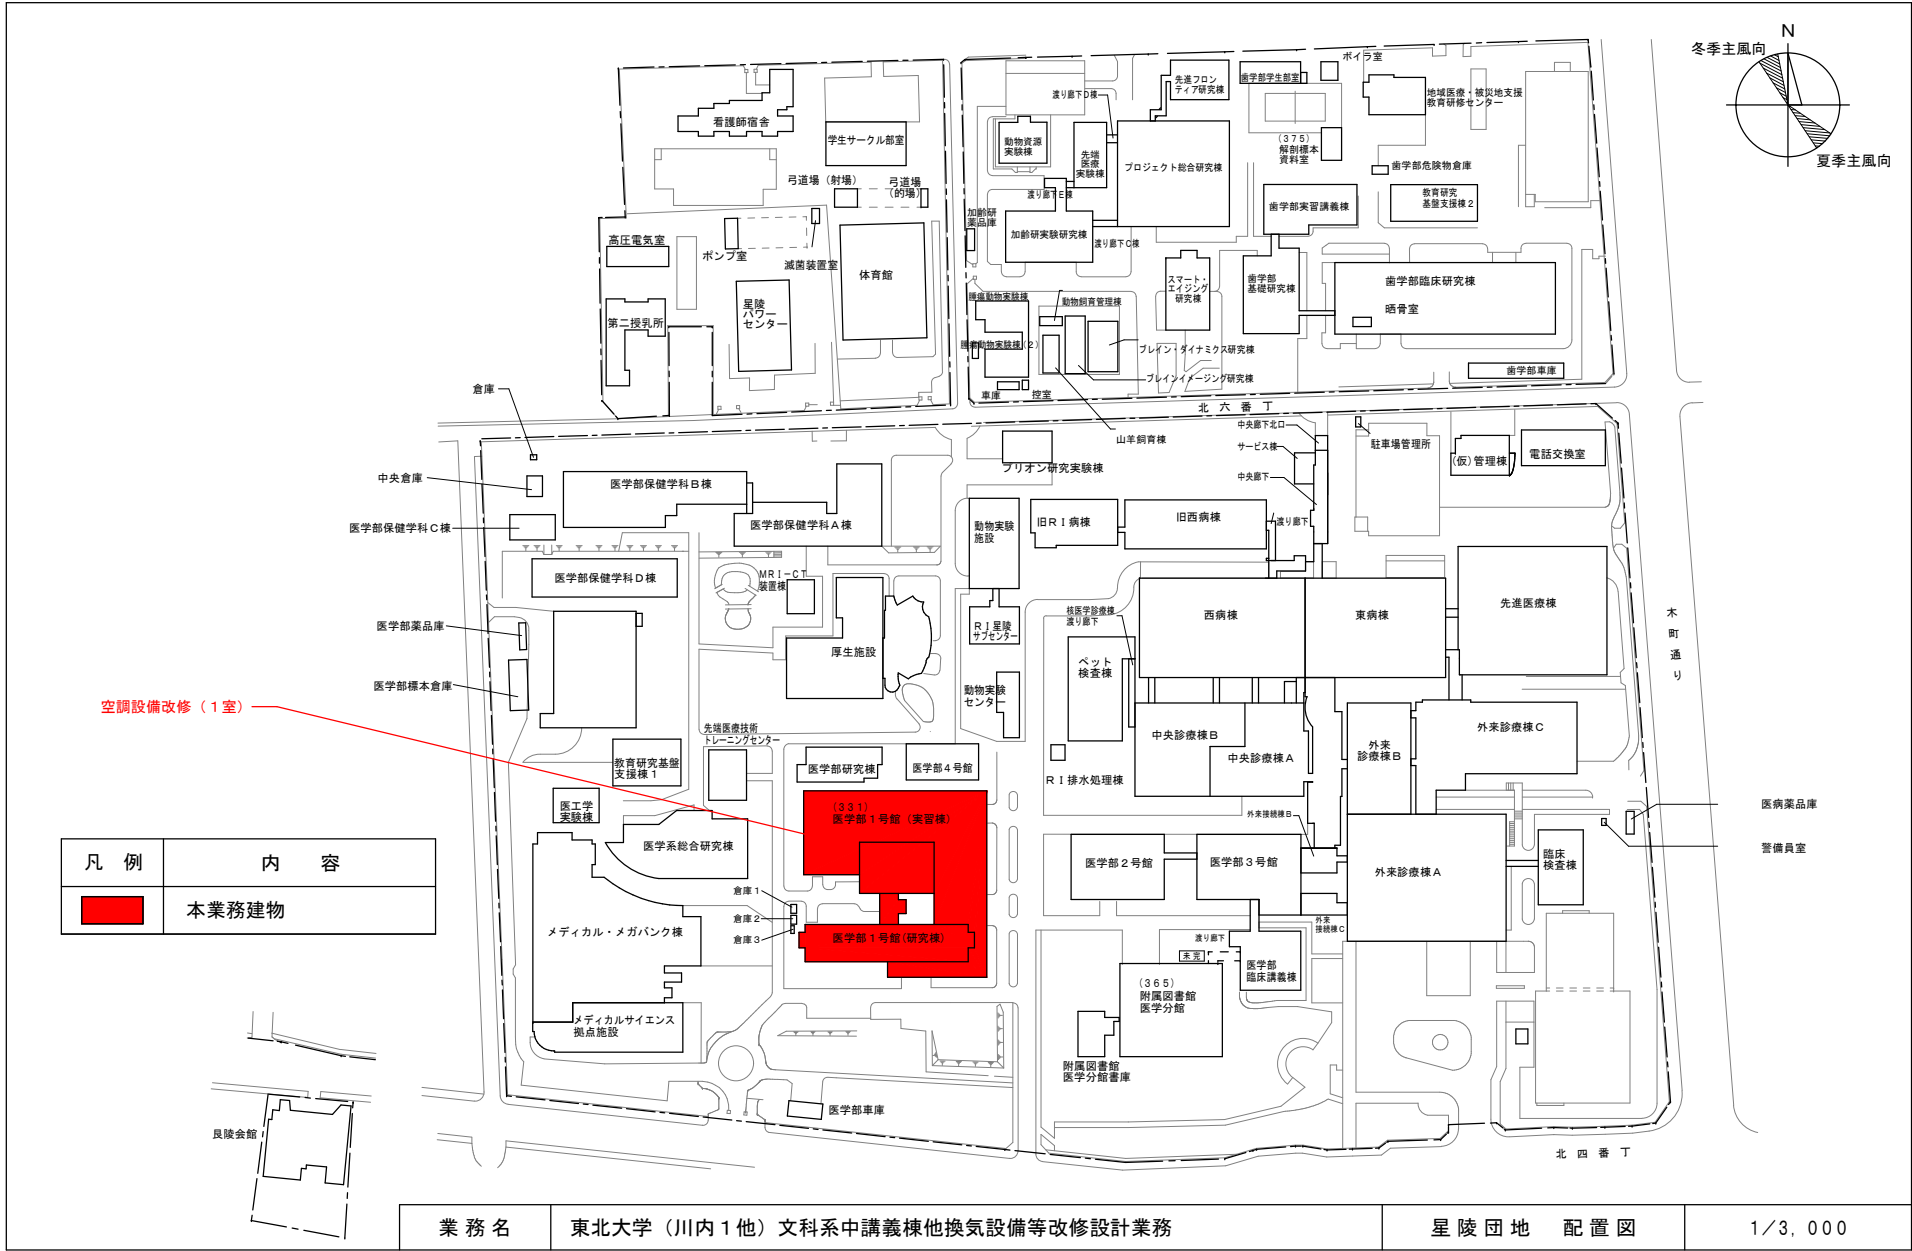 N
冬季主風向
夏季主風向
看護師宿舎
学生サークル部室
弓道場（射場）
弓道場
（的場）
高圧電気室
ポンプ室
滅菌装置室
体育館
第二授乳所
星陵
パワー
センター
先進フロン
ティア研究棟
渡り廊下D棟
歯学部学生部室
ボイラ室
地域医療・被災地支援
教育研修センター
動物資源
実験棟
先端
医療
実験棟
プロジェクト総合研究棟
(３７５)
解剖標本
資料室
歯学部危険物倉庫
教育研究
基盤支援棟２
渡り廊下E棟
歯学部実習講義棟
加齢研
薬品庫
加齢研実験研究棟
渡り廊下C棟
スマート・
エイジング
研究棟
歯学部
基礎研究棟
歯学部臨床研究棟
晒骨室
腫瘍動物実験棟
動物飼育管理棟
腫瘍動物実験棟(２)
ブレイン・ダイナミクス研究棟
ブレインイメージング研究棟
歯学部車庫
車庫
控室
北六番丁
山羊飼育棟
中央廊下北口
サービス棟
中央廊下
駐車場管理所
(仮)管理棟
電話交換室
倉庫
中央倉庫
医学部保健学科Ｃ棟
医学部保健学科Ｂ棟
医学部保健学科Ａ棟
プリオン研究実験棟
動物実験
施設
旧ＲＩ病棟
旧西病棟
渡り廊下
医学部保健学科Ｄ棟
ＭＲＩ－ＣＴ
装置棟
医学部薬品庫
医学部標本倉庫
厚生施設
ＲＩ星陵
サブセンター
核医学診療棟
渡り廊下
西病棟
東病棟
先進医療棟
木町通り
ペット
検査棟
動物実験
センター
空調設備改修（１室）
先端医療技術
トレーニングセンター
中央診療棟Ｂ
中央診療棟Ａ
外来
診療棟Ｂ
外来診療棟Ｃ
教育研究基盤
支援棟１
医学部研究棟
医学部４号館
ＲＩ排水処理棟
医工学
実験棟
(３３１)
医学部１号館（実習棟）
外来接続棟Ｂ
医病薬品庫
警備員室
医学系総合研究棟
医学部２号館
医学部３号館
外来診療棟Ａ
臨床
検査棟
凡　例
内　　容
本業務建物
倉庫１
倉庫２
倉庫３
メディカル・メガバンク棟
医学部１号館(研究棟)
渡り廊下
外来
接続棟Ｃ
未完
医学部
臨床講義棟
(３６５)
附属図書館
医学分館
メディカルサイエンス
拠点施設
附属図書館
医学分館書庫
医学部車庫
艮陵会館
北四番丁
業務名
東北大学（川内１他）文科系中講義棟他換気設備等改修設計業務
星陵団地　配置図
1／3，000